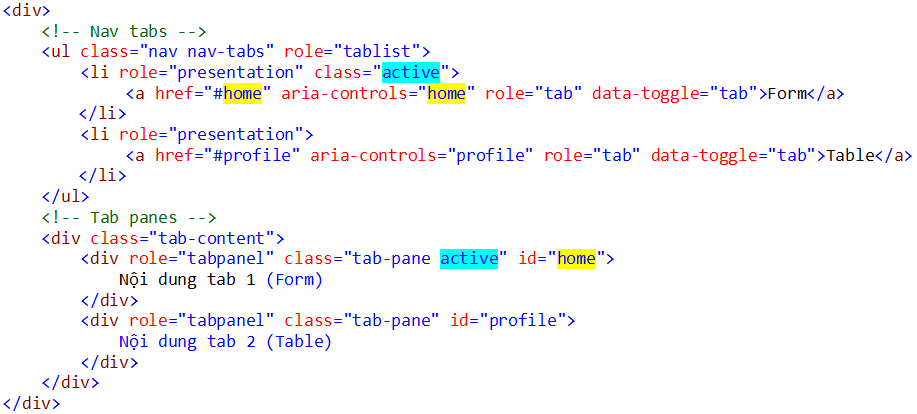 <div>
<!-- Nav tabs -->
<ul class="nav nav-tabs" role="tablist">
<li role="presentation" class="active">
<a href="#home" aria-controls="home" role="tab" data-toggle="tab">Form</a>
</li>
<li role="presentation">
<a href="#profile" aria-controls="profile" role="tab" data-toggle="tab">Table</a>
</li>
</ul>
<!-- Tab panes -->
<div class="tab-content">
<div role="tabpanel" class="tab-pane active" id="home">
Nội dung tab 1 (Form)
</div>
<div role="tabpanel" class="tab-pane" id="profile">
Nội dung tab 2 (Table)
</div>
</div>
</div>